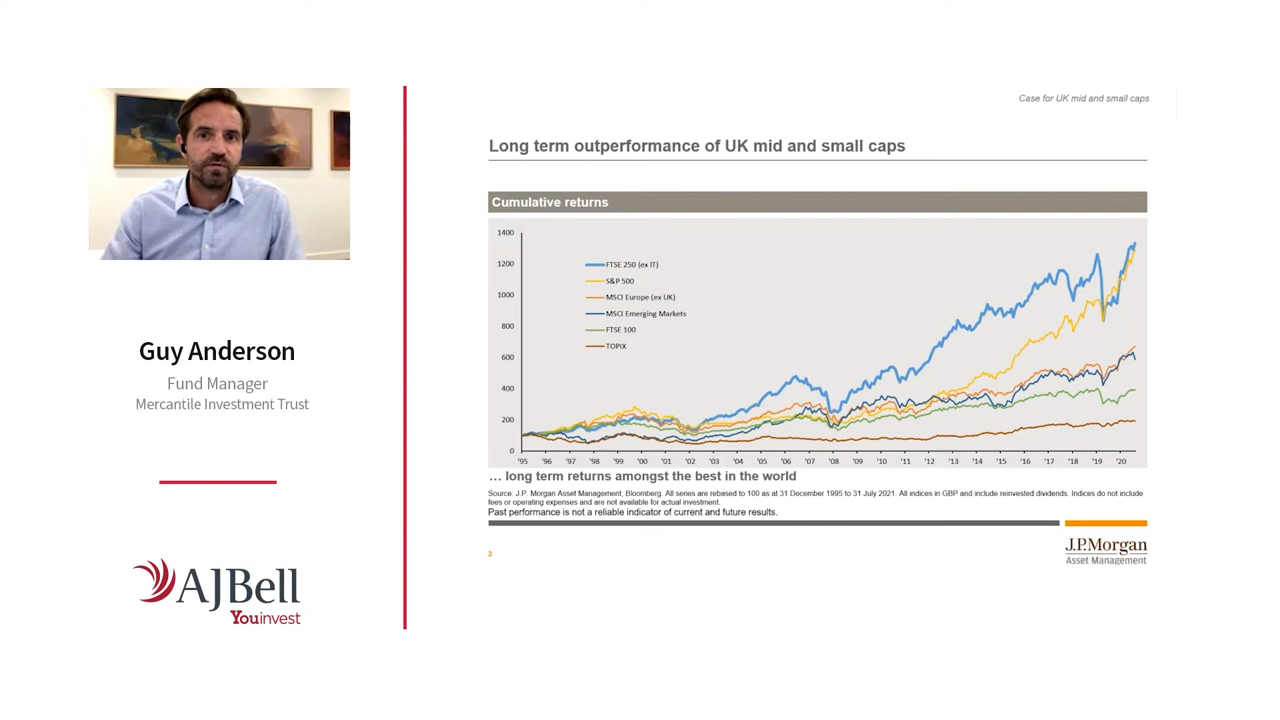 Case for UK mid and small caps
Long term outperformance of UK mid and small caps
Cumulative returns
1400
1200
1000
800
600
400
200
0
FTSE 250 (ex IT)
S&P 500
MSCI Europe (ex UK)
MSCI Emerging Markets
FTSE 100
TOPIX
'95 '96 '97 '98 '99 '00 '01 '02 '03 '04 '05 '06 '07 '08 '09 '10 '11 '12 '13 '14 '15 '16 '17 '18 '19 '20
... long term returns amongst the best in the world
Source: J.P. Morgan Asset Management, Bloomberg. All series are rebased to 100 as at 31 December 1995 to 31 July 2021. All indices in GBP and include reinvested dividends. Indices do not include
fees or operating expenses and are not available for actual investment.
Past performance is not a reliable indicator of current and future results.
3
J.P.Morgan
Asset Management
Guy Anderson
Fund Manager
Mercantile Investment Trust
AJBell
Youinvest